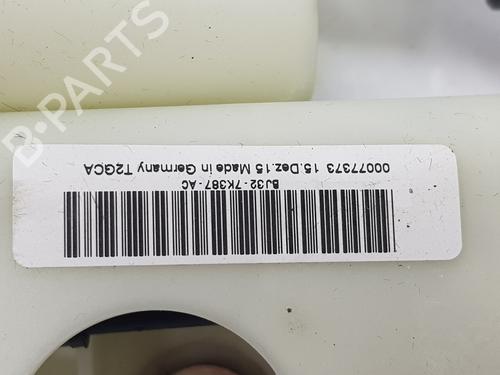 B-PARTS
BJ32-7K387-AC
00077373 15.Dez.15 Made in Germany T2GCA